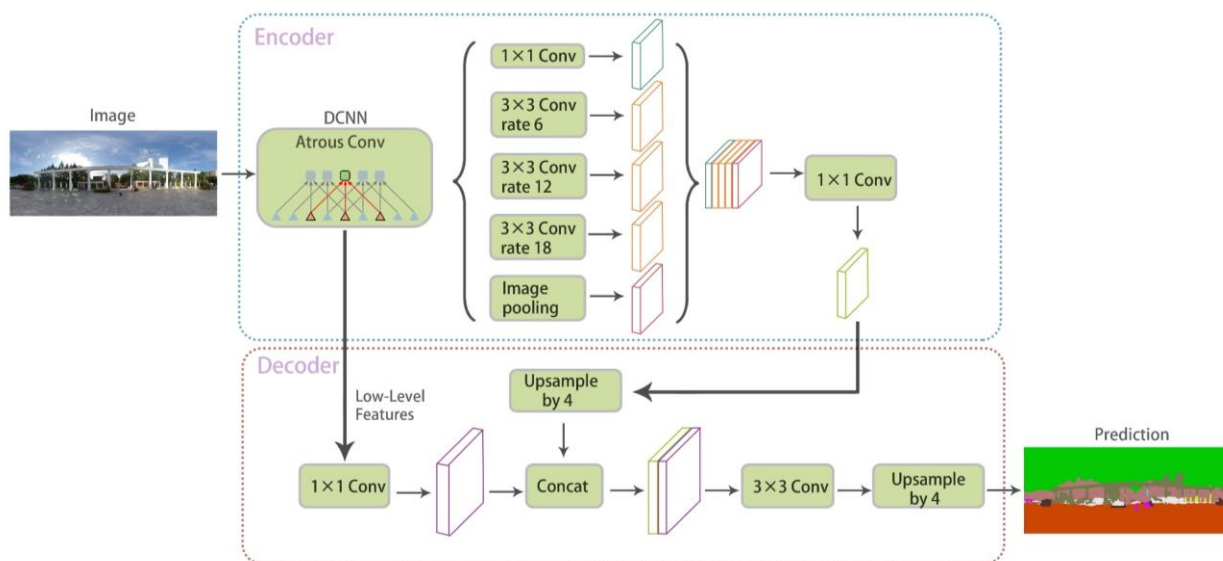 Encoder
Image
DCNN
Atrous Conv
1×1 Conv
3×3 Conv
rate 6
3×3 Conv
rate 12
3×3 Conv
rate 18
Image
pooling
1×1 Conv
Decoder
Low-Level
Features
Upsample
by 4
1×1 Conv
Concat
3×3 Conv
Upsample
by 4
Prediction